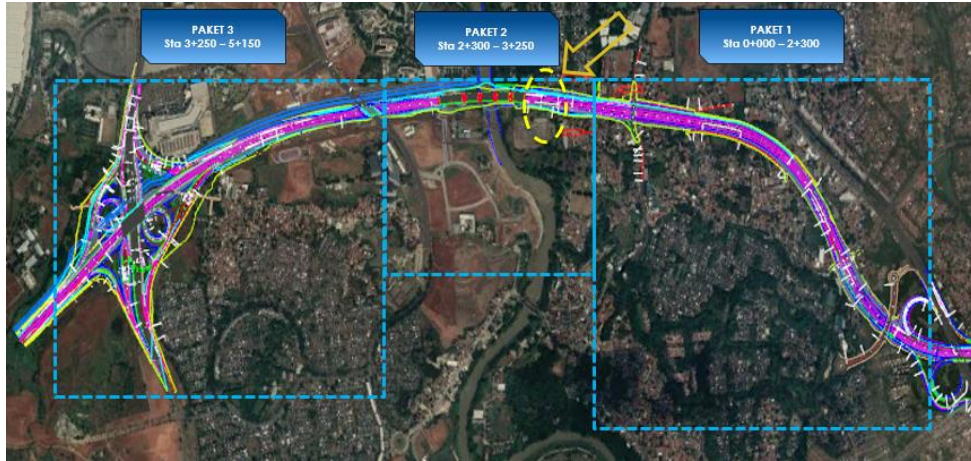 PAKET 3
Sta 3+250 – 5+150
PAKET 2
Sta 2+300 – 3+250
PAKET 1
Sta 0+000 – 2+300